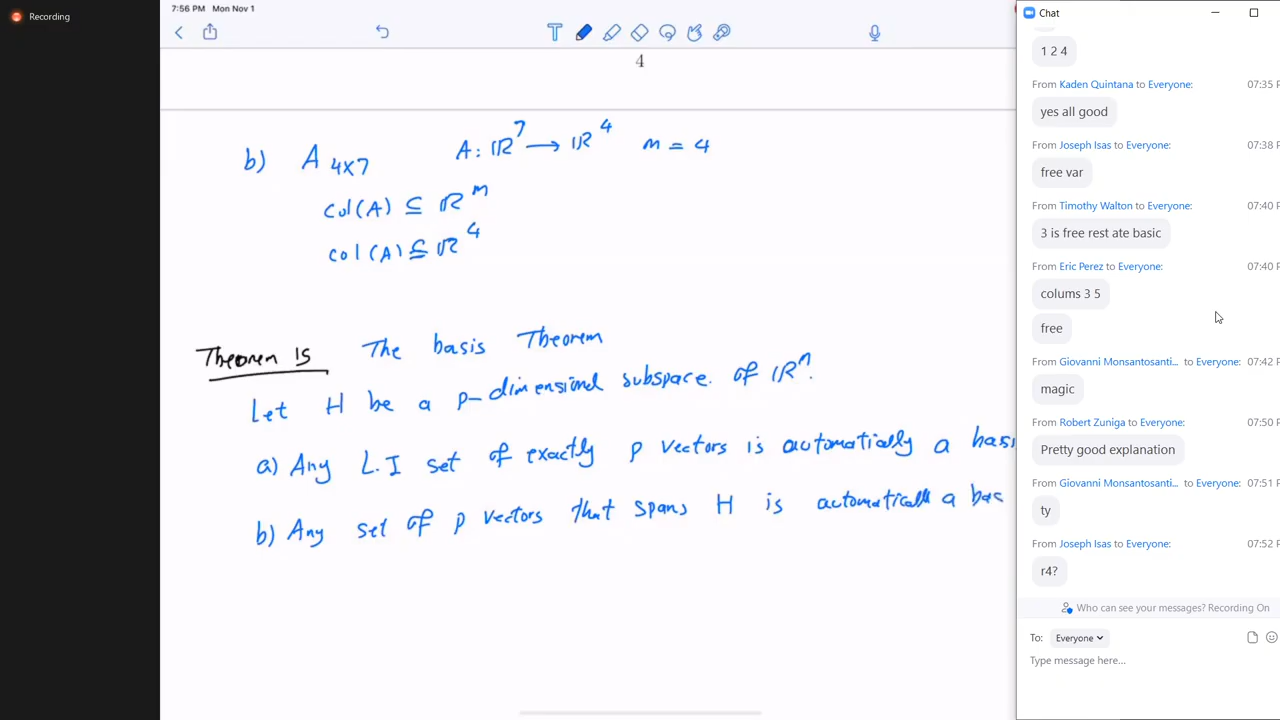 Recording
7:56 PM Mon Nov 1
4
b) A 4x7 A: ℝ^7 → ℝ^4 m = 4
col(A) ⊆ ℝ^m
col(A) ⊆ ℝ^4
Theorem 15 The basis Theorem
Let H be a p-dimensional subspace. of ℝ^n.
a) Any L.I set of exactly p vectors is automatially a basi
b) Any set of p vectors that spans H is automatically a bas
Chat
1 2 4
From Kaden Quintana to Everyone: 07:35
yes all good
From Joseph Isas to Everyone: 07:38
free var
From Timothy Walton to Everyone: 07:40
3 is free rest ate basic
From Eric Perez to Everyone: 07:40
colums 3 5
free
From Giovanni Monsantosanti... to Everyone: 07:42
magic
From Robert Zuniga to Everyone: 07:50
Pretty good explanation
From Giovanni Monsantosanti... to Everyone: 07:51
ty
From Joseph Isas to Everyone: 07:52
r4?
Who can see your messages? Recording On
To: Everyone
Type message here...